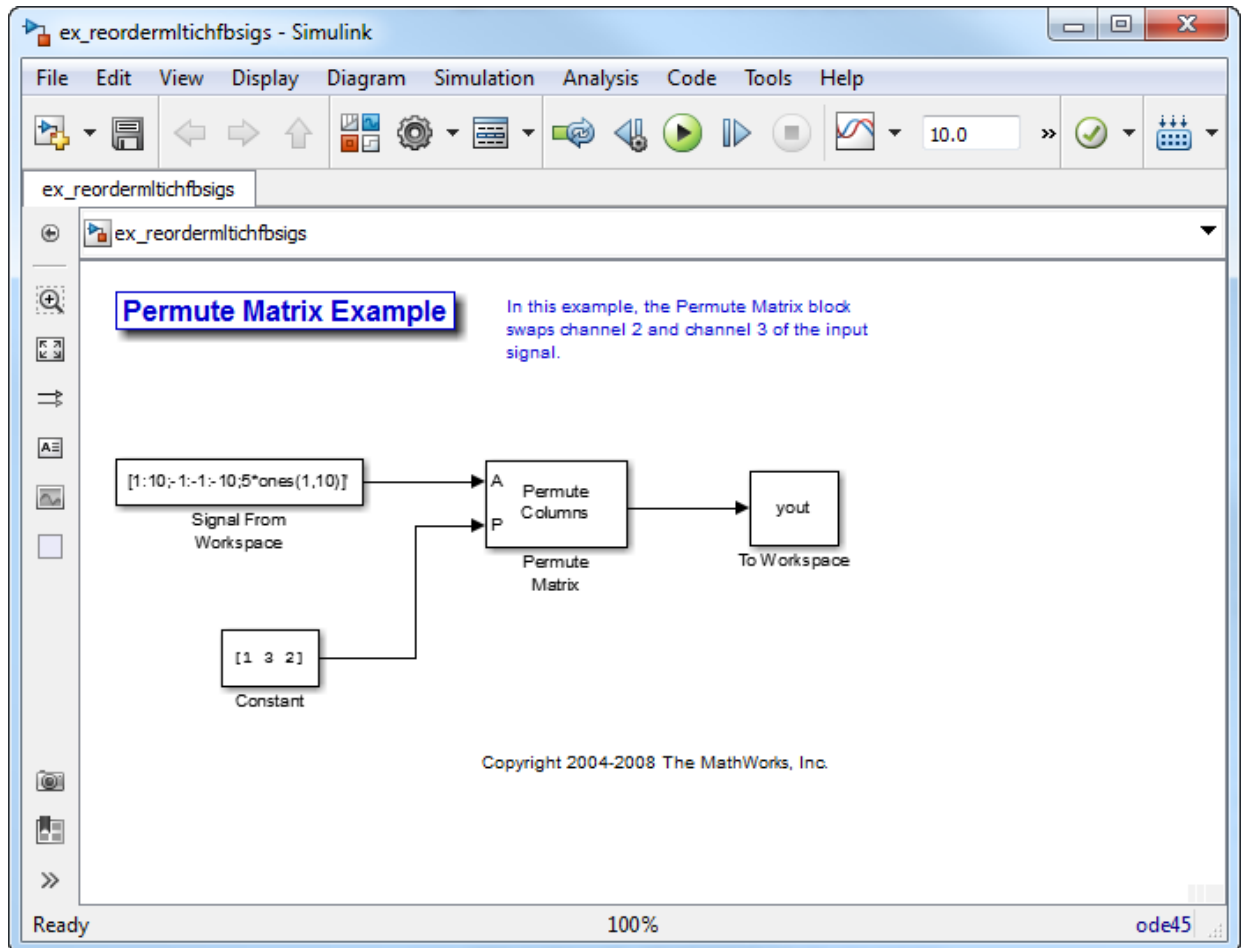 ex_reordermltichfbsigs - Simulink
File Edit View Display Diagram Simulation Analysis Code Tools Help
10.0
ex_reordermltichfbsigs
ex_reordermltichfbsigs
Permute Matrix Example
In this example, the Permute Matrix block
swaps channel 2 and channel 3 of the input
signal.
[1:10;-1:-1:-10;5*ones(1,10)]'
Signal From
Workspace
A
P
Permute
Columns
Permute
Matrix
yout
To Workspace
[1 3 2]
Constant
Copyright 2004-2008 The MathWorks, Inc.
Ready 100% ode45